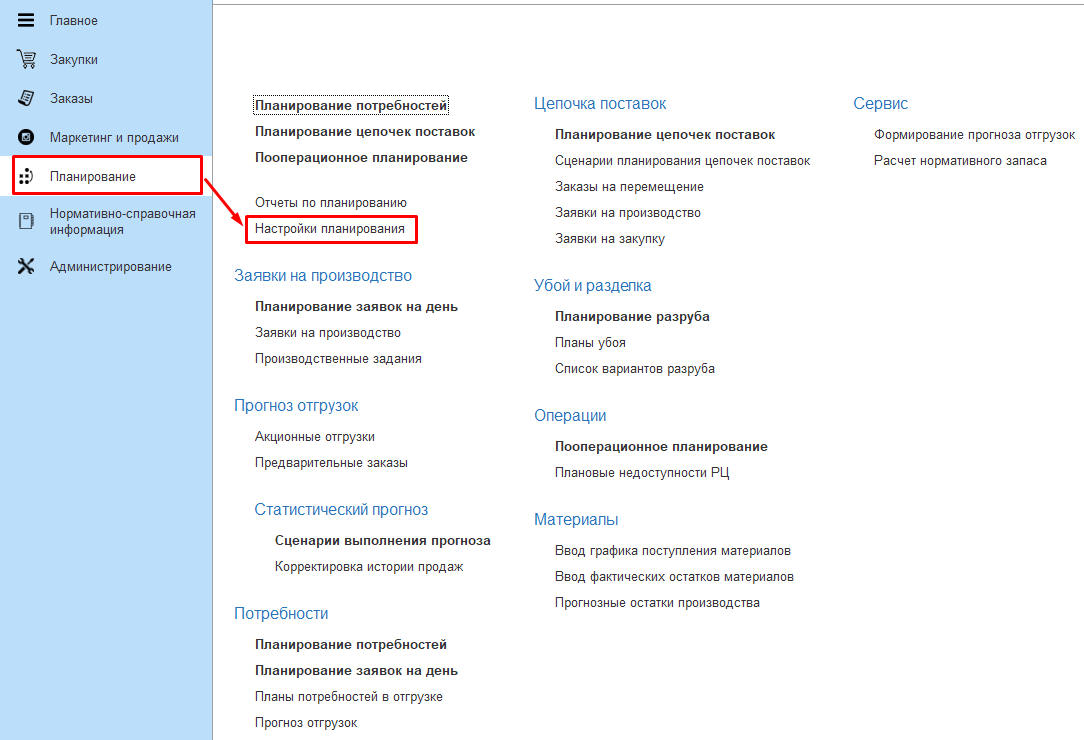 Главное
Закупки
Заказы
Маркетинг и продажи
Планирование
Нормативно-справочная
информация
Администрирование
Планирование потребностей
Планирование цепочек поставок
Пооперационное планирование
Отчеты по планированию
Настройки планирования
Заявки на производство
Планирование заявок на день
Заявки на производство
Производственные задания
Прогноз отгрузок
Акционные отгрузки
Предварительные заказы
Статистический прогноз
Сценарии выполнения прогноза
Корректировка истории продаж
Потребности
Планирование потребностей
Планирование заявок на день
Планы потребностей в отгрузке
Прогноз отгрузок
Цепочка поставок
Планирование цепочек поставок
Сценарии планирования цепочек поставок
Заказы на перемещение
Заявки на производство
Заявки на закупку
Убой и разделка
Планирование разруба
Планы убоя
Список вариантов разруба
Операции
Пооперационное планирование
Плановые недоступности РЦ
Материалы
Ввод графика поступления материалов
Ввод фактических остатков материалов
Прогнозные остатки производства
Сервис
Формирование прогноза отгрузок
Расчет нормативного запаса